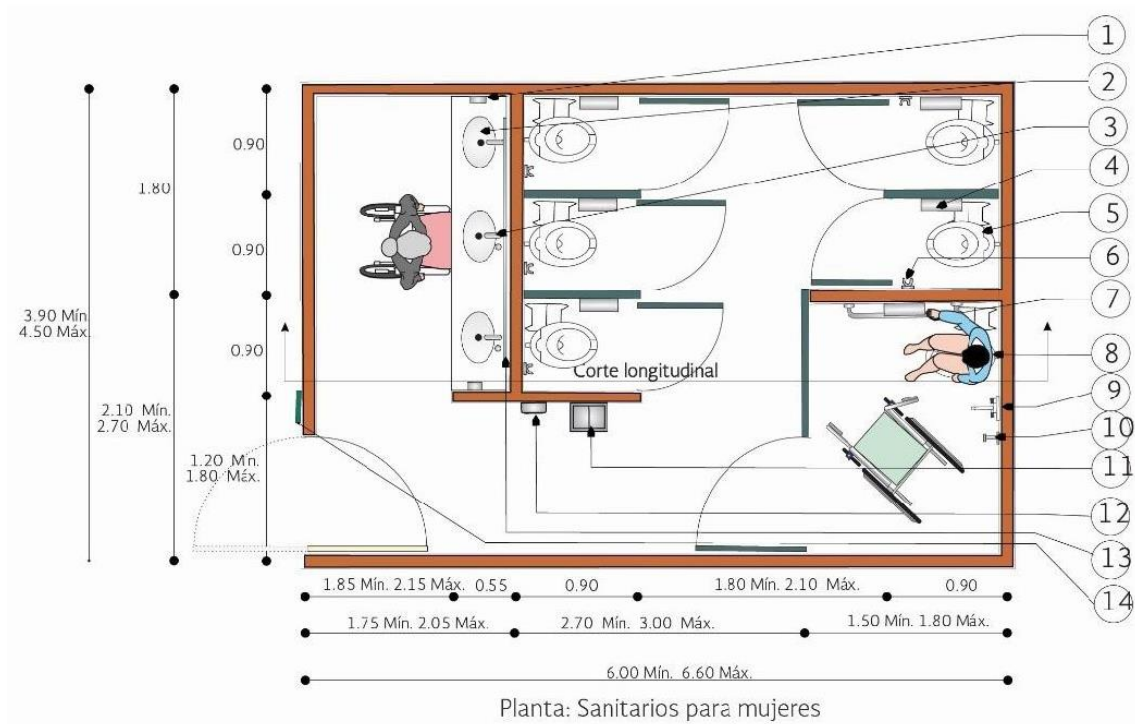 1
2
3
4
5
6
7
8
9
10
11
12
13
14
0.90
1.80
0.90
3.90 Mín.
4.50 Máx.
0.90
Corte longitudinal
2.10 Mín.
2.70 Máx.
1.20 Mín.
1.80 Máx.
1.85 Mín. 2.15 Máx. 0.55 0.90 1.80 Mín. 2.10 Máx. 0.90
1.75 Mín. 2.05 Máx. 2.70 Mín. 3.00 Máx. 1.50 Mín. 1.80 Máx.
6.00 Mín. 6.60 Máx.
Planta: Sanitarios para mujeres